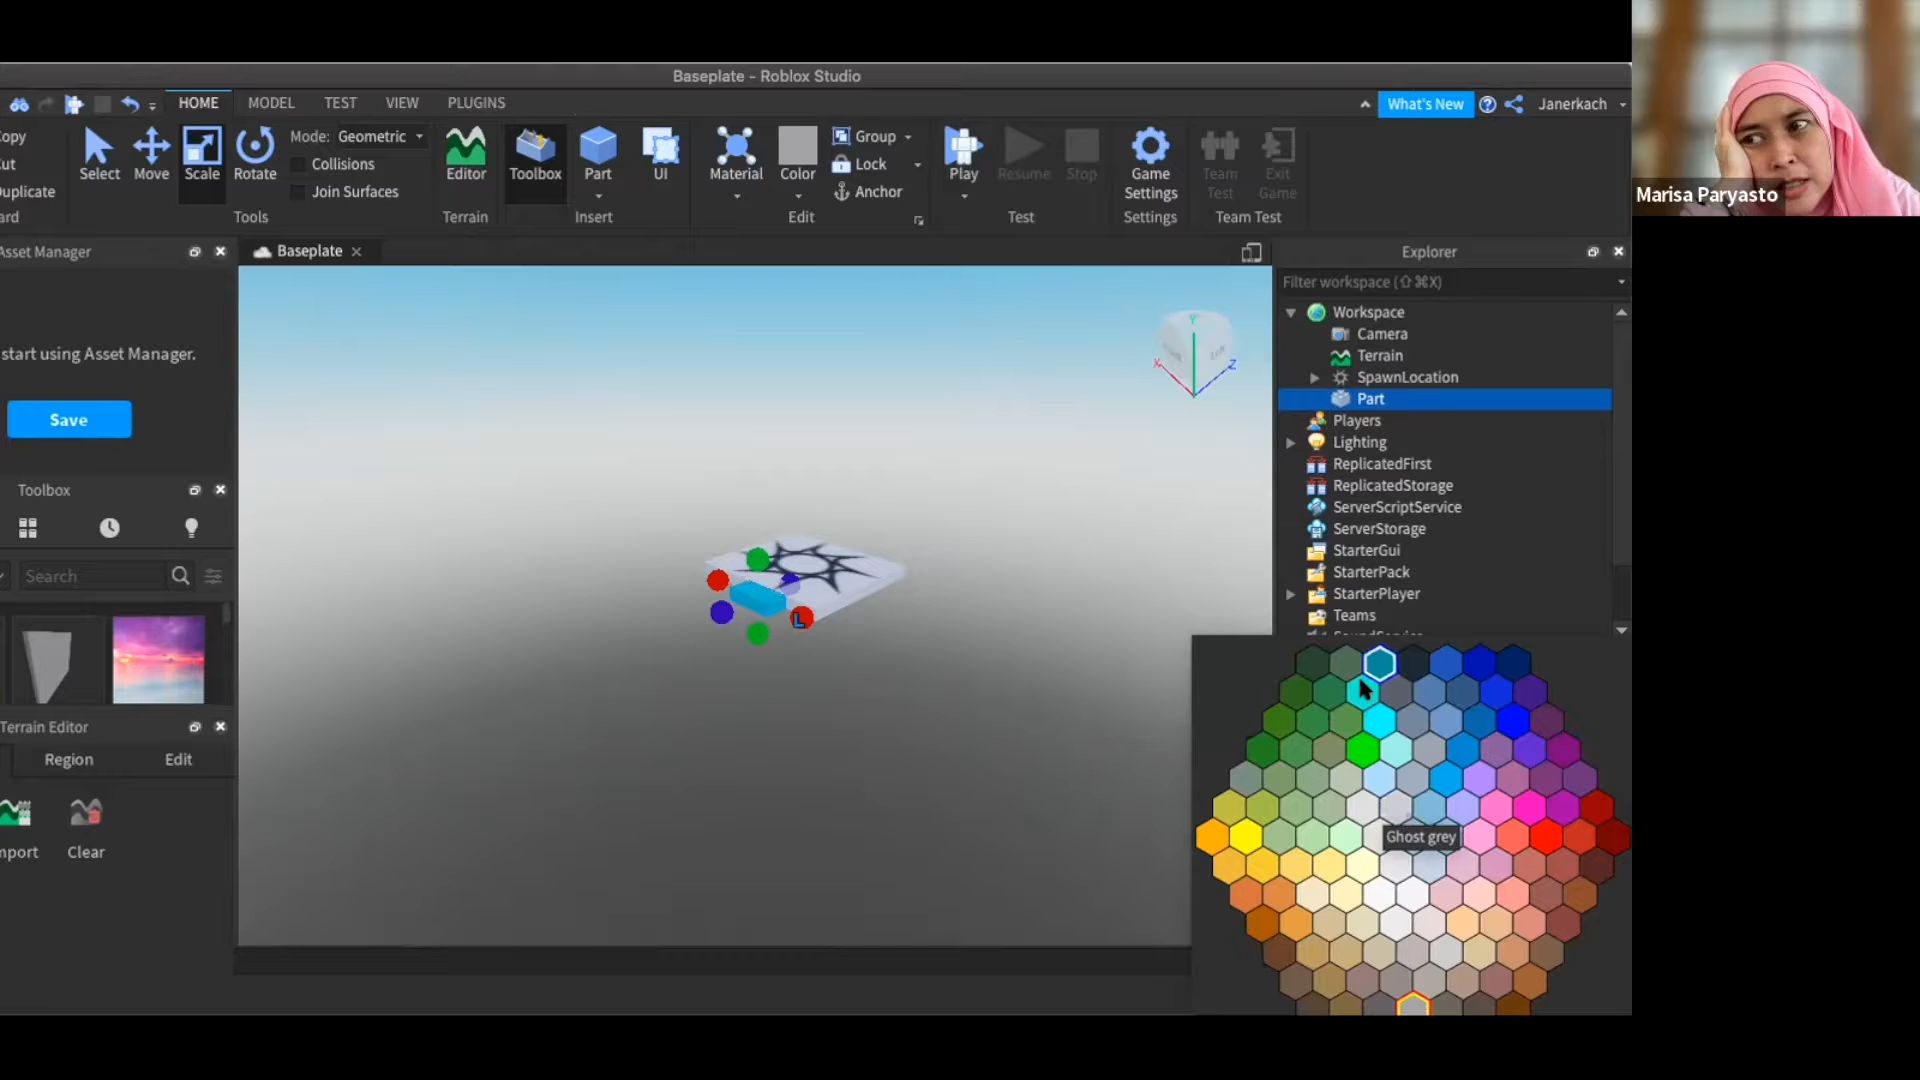 Baseplate - Roblox Studio
HOME
MODEL
TEST
VIEW
PLUGINS
What's New
Janerkach
opy
ut
uplicate
ard
Select
Move
Scale
Rotate
Mode: Geometric
Collisions
Join Surfaces
Tools
Editor
Terrain
Toolbox
Part
UI
Insert
Material
Color
Group
Lock
Anchor
Edit
Play
Resume
Stop
Test
Game
Settings
Settings
Team
Test
Exit
Game
Team Test
Marisa Paryasto
Asset Manager
start using Asset Manager.
Save
Toolbox
Search
Terrain Editor
Region
Edit
mport
Clear
Baseplate
Y
X
Z
L
Explorer
Filter workspace (⇧⌘X)
Workspace
Camera
Terrain
SpawnLocation
Part
Players
Lighting
ReplicatedFirst
ReplicatedStorage
ServerScriptService
ServerStorage
StarterGui
StarterPack
StarterPlayer
Teams
Ghost grey